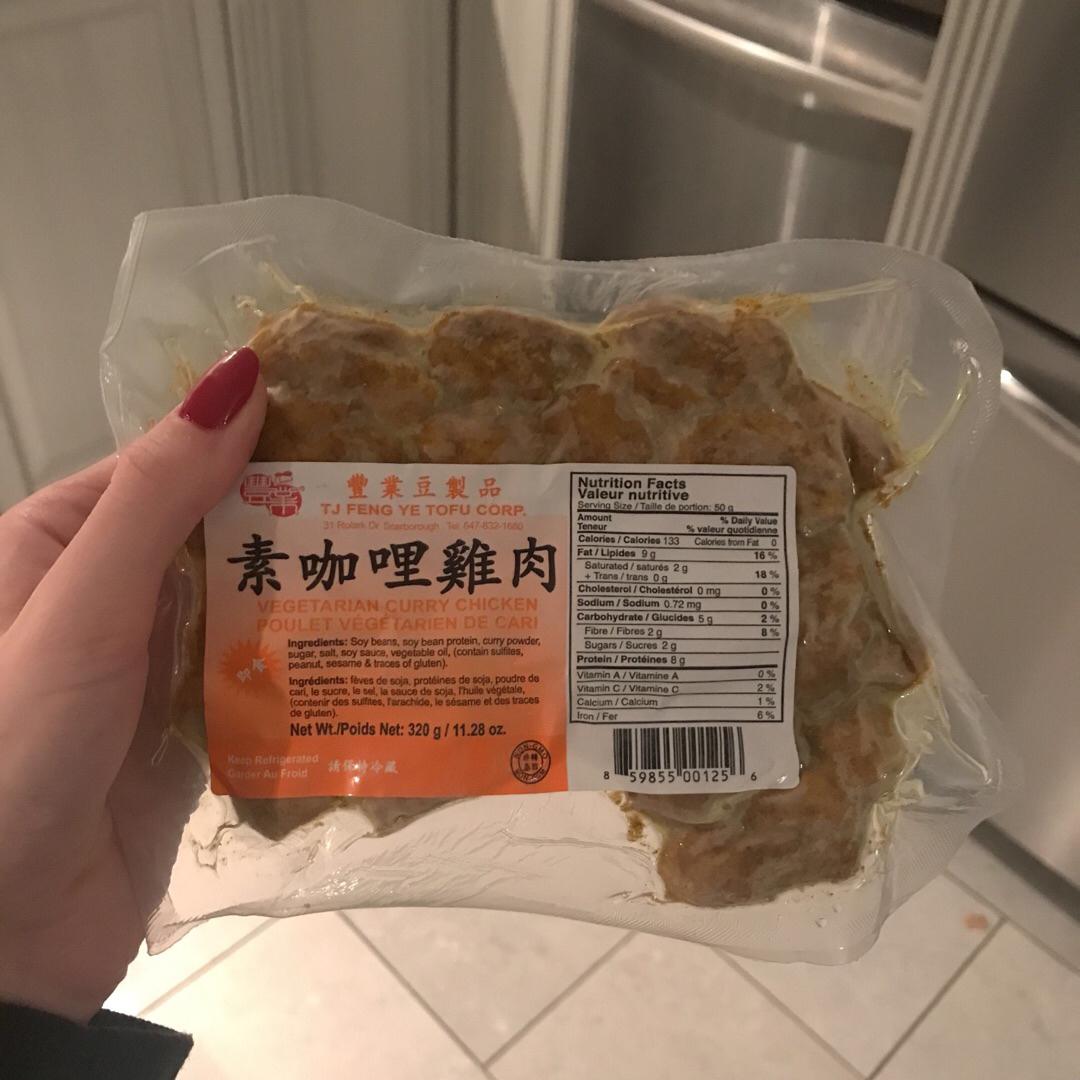 豐業
豐業豆製品
TJ FENG YE TOFU CORP.
31 Rolark Dr Scarborough Tel 647-832-1680
素咖哩雞肉
VEGETARIAN CURRY CHICKEN
POULET VÉGÉTARIEN DE CARI
Ingredients: Soy beans, soy bean protein, curry powder,
sugar, salt, soy sauce, vegetable oil, (contain sulfites,
peanut, sesame & traces of gluten).
Ingrédients: fèves de soja, protéines de soja, poudre de
cari, le sucre, le sel, la sauce de soja, l'huile végétale,
(contenir des sulfites, l'arachide, le sésame et des traces
de gluten).
Net Wt./Poids Net: 320 g / 11.28 oz.
Keep Refrigerated
Garder Au Froid
請保持冷藏
NON-GMO
Nutrition Facts
Valeur nutritive
Serving Size / Taille de portion: 50 g
Amount % Daily Value
Teneur % valeur quotidienne
Calories / Calories 133 Calories from Fat 0
Fat / Lipides 9 g 16 %
Saturated / saturés 2 g
+ Trans / trans 0 g 18 %
Cholesterol / Cholestérol 0 mg 0 %
Sodium / Sodium 0.72 mg 0 %
Carbohydrate / Glucides 5 g 2 %
Fibre / Fibres 2 g 8 %
Sugars / Sucres 2 g
Protein / Protéines 8 g
Vitamin A / Vitamine A 0 %
Vitamin C / Vitamine C 2 %
Calcium / Calcium 1 %
Iron / Fer 6 %
8 59855 00125 6